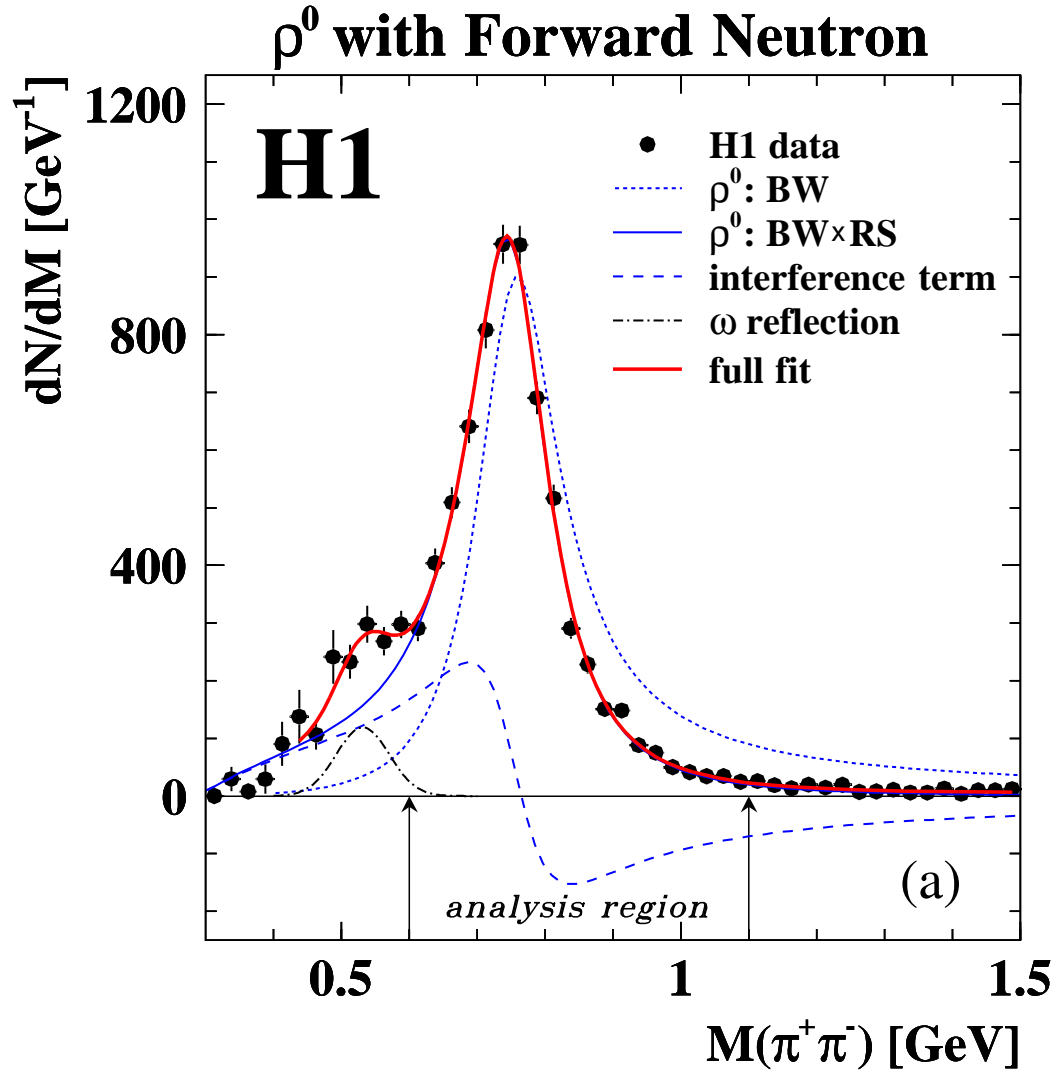 ρ⁰ with Forward Neutron
dN/dM [GeV⁻¹]
1200
800
400
0
H1
H1 data
ρ⁰: BW
ρ⁰: BW×RS
interference term
ω reflection
full fit
(a)
analysis region
0.5 1 1.5
M(π⁺π⁻) [GeV]